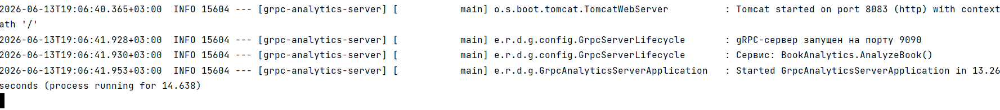 2026-06-13T19:06:40.365+03:00  INFO 15604 --- [grpc-analytics-server] [           main] o.s.boot.tomcat.TomcatWebServer          : Tomcat started on port 8083 (http) with context
ath '/'
2026-06-13T19:06:41.928+03:00  INFO 15604 --- [grpc-analytics-server] [           main] e.r.d.g.config.GrpcServerLifecycle       : gRPC-сервер запущен на порту 9090
2026-06-13T19:06:41.930+03:00  INFO 15604 --- [grpc-analytics-server] [           main] e.r.d.g.config.GrpcServerLifecycle       : Сервис: BookAnalytics.AnalyzeBook()
2026-06-13T19:06:41.953+03:00  INFO 15604 --- [grpc-analytics-server] [           main] e.r.d.g.GrpcAnalyticsServerApplication   : Started GrpcAnalyticsServerApplication in 13.26
seconds (process running for 14.638)